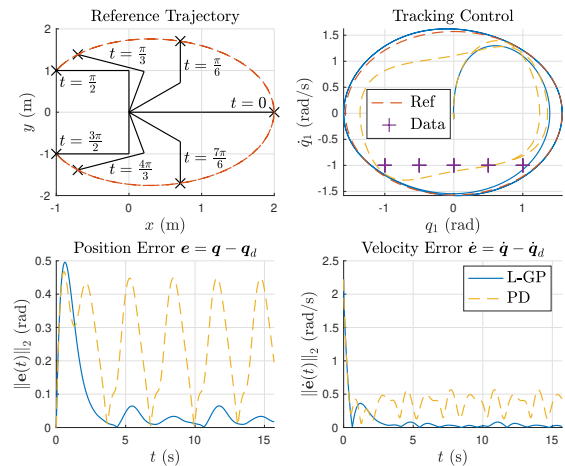 Reference Trajectory
2
1
0
-1
-2
y (m)
-1
0
1
2
x (m)
t = π/3
t = π/6
t = π/2
t = 0
t = 3π/2
t = 4π/3
t = 7π/6
Tracking Control
1.5
1
0.5
0
-0.5
-1
-1.5
q̇₁ (rad/s)
-1
0
1
q₁ (rad)
Ref
Data
Position Error e = q − q_d
0.5
0.4
0.3
0.2
0.1
0
‖e(t)‖₂ (rad)
0
5
10
15
t (s)
Velocity Error ė = q̇ − q̇_d
2.5
2
1.5
1
0.5
0
‖ė(t)‖₂ (rad/s)
0
5
10
15
t (s)
L-GP
PD